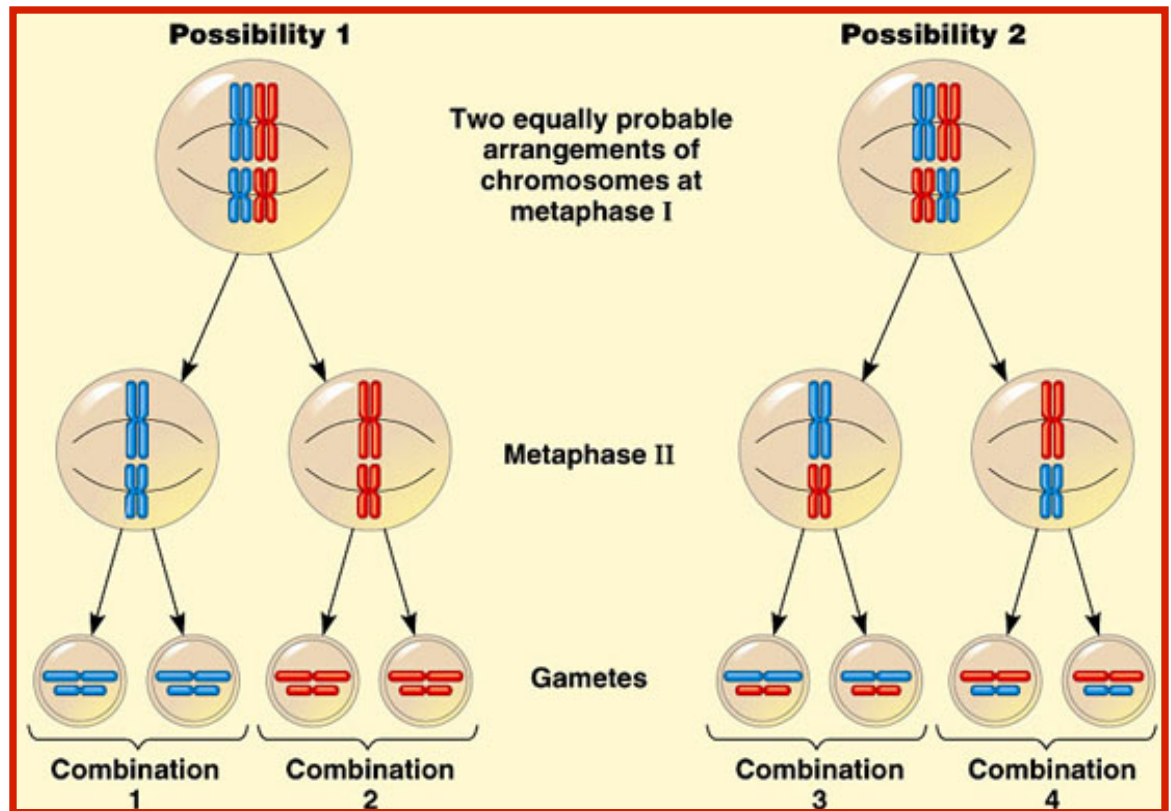 Possibility 1
Possibility 2
Two equally probable
arrangements of
chromosomes at
metaphase I
Metaphase II
Gametes
Combination
1
Combination
2
Combination
3
Combination
4